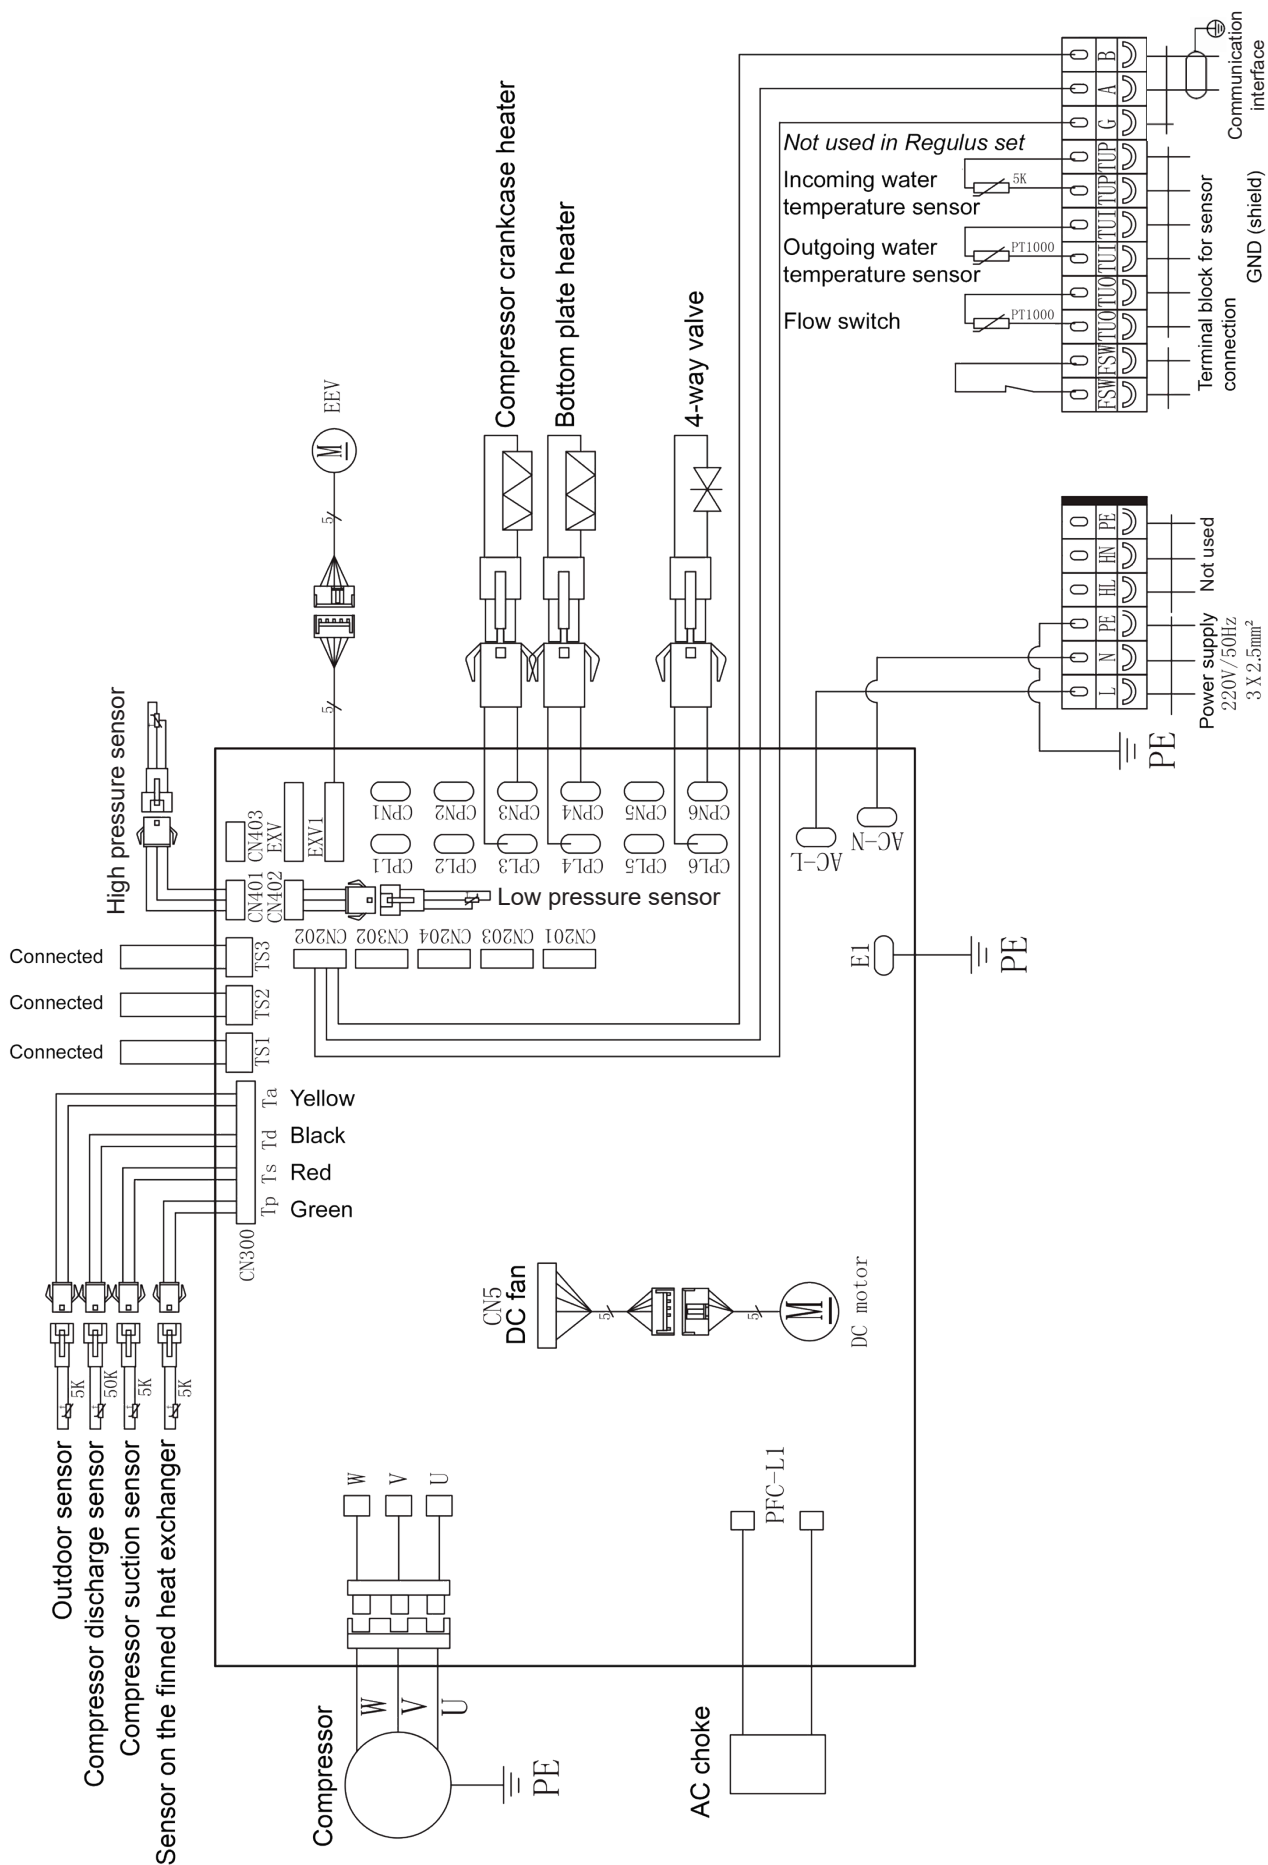 Communication
interface
B
A
G
TUP
TUP
TUI
TUI
TUO
TUO
FSW
FSW
GND (shield)
Terminal block for sensor
connection
Not used in Regulus set
Incoming water
temperature sensor
5K
Outgoing water
temperature sensor
PT1000
Flow switch
PT1000
Compressor crankcase heater
Bottom plate heater
4-way valve
EEV
M
5
5
PE
HN
HL
PE
N
L
Not used
Power supply
220V/50Hz
3 X 2.5mm²
PE
High pressure sensor
CN403
EXV
EXV1
CPN1
CPN2
CPN3
CPN4
CPN5
CPN6
CPL1
CPL2
CPL3
CPL4
CPL5
CPL6
AC-L
AC-N
CN401
CN402
Low pressure sensor
CN202
CN302
CN204
CN203
CN201
Connected
TS3
Connected
TS2
Connected
TS1
E1
PE
Ta
Yellow
Td
Black
Ts
Red
Tp
Green
CN300
CN5
DC fan
5
5
M
DC motor
5K
50K
5K
5K
Outdoor sensor
Compressor discharge sensor
Compressor suction sensor
Sensor on the finned heat exchanger
W
V
U
PFC-L1
W
V
U
Compressor
PE
AC choke